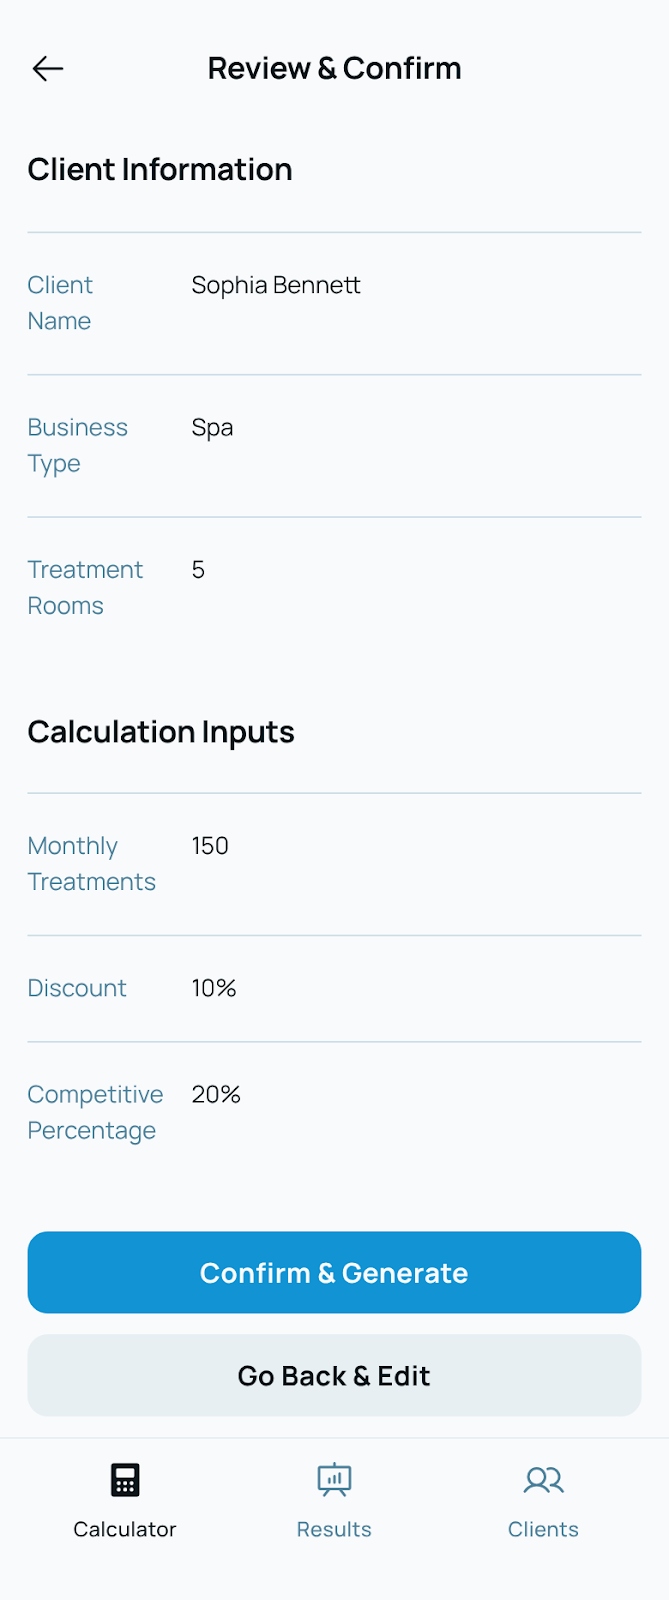 Review & Confirm
Client Information
Client
Name
Sophia Bennett
Business
Type
Spa
Treatment
Rooms
5
Calculation Inputs
Monthly
Treatments
150
Discount
10%
Competitive
Percentage
20%
Confirm & Generate
Go Back & Edit
Calculator
Results
Clients